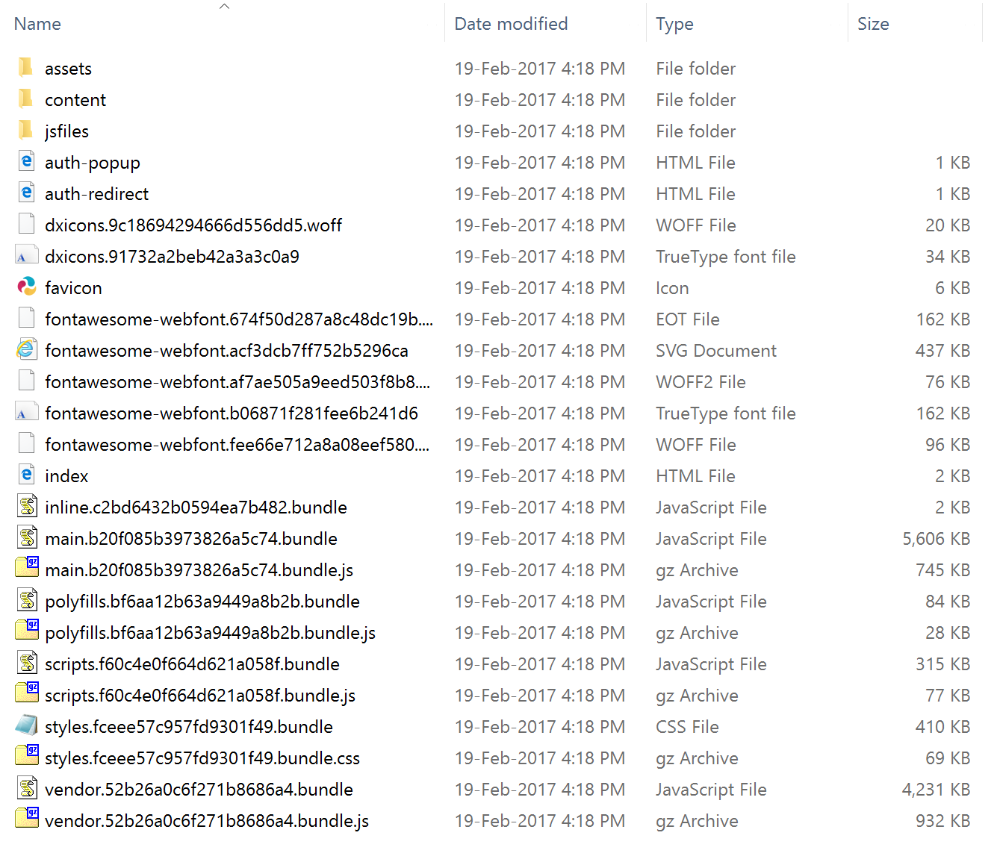 Name Date modified Type Size
assets 19-Feb-2017 4:18 PM File folder
content 19-Feb-2017 4:18 PM File folder
jsfiles 19-Feb-2017 4:18 PM File folder
auth-popup 19-Feb-2017 4:18 PM HTML File 1 KB
auth-redirect 19-Feb-2017 4:18 PM HTML File 1 KB
dxicons.9c18694294666d556dd5.woff 19-Feb-2017 4:18 PM WOFF File 20 KB
dxicons.91732a2beb42a3a3c0a9 19-Feb-2017 4:18 PM TrueType font file 34 KB
favicon 19-Feb-2017 4:18 PM Icon 6 KB
fontawesome-webfont.674f50d287a8c48dc19b.... 19-Feb-2017 4:18 PM EOT File 162 KB
fontawesome-webfont.acf3dcb7ff752b5296ca 19-Feb-2017 4:18 PM SVG Document 437 KB
fontawesome-webfont.af7ae505a9eed503f8b8.... 19-Feb-2017 4:18 PM WOFF2 File 76 KB
fontawesome-webfont.b06871f281fee6b241d6 19-Feb-2017 4:18 PM TrueType font file 162 KB
fontawesome-webfont.fee66e712a8a08eef580.... 19-Feb-2017 4:18 PM WOFF File 96 KB
index 19-Feb-2017 4:18 PM HTML File 2 KB
inline.c2bd6432b0594ea7b482.bundle 19-Feb-2017 4:18 PM JavaScript File 2 KB
main.b20f085b3973826a5c74.bundle 19-Feb-2017 4:18 PM JavaScript File 5,606 KB
main.b20f085b3973826a5c74.bundle.js 19-Feb-2017 4:18 PM gz Archive 745 KB
polyfills.bf6aa12b63a9449a8b2b.bundle 19-Feb-2017 4:18 PM JavaScript File 84 KB
polyfills.bf6aa12b63a9449a8b2b.bundle.js 19-Feb-2017 4:18 PM gz Archive 28 KB
scripts.f60c4e0f664d621a058f.bundle 19-Feb-2017 4:18 PM JavaScript File 315 KB
scripts.f60c4e0f664d621a058f.bundle.js 19-Feb-2017 4:18 PM gz Archive 77 KB
styles.fceee57c957fd9301f49.bundle 19-Feb-2017 4:18 PM CSS File 410 KB
styles.fceee57c957fd9301f49.bundle.css 19-Feb-2017 4:18 PM gz Archive 69 KB
vendor.52b26a0c6f271b8686a4.bundle 19-Feb-2017 4:18 PM JavaScript File 4,231 KB
vendor.52b26a0c6f271b8686a4.bundle.js 19-Feb-2017 4:18 PM gz Archive 932 KB